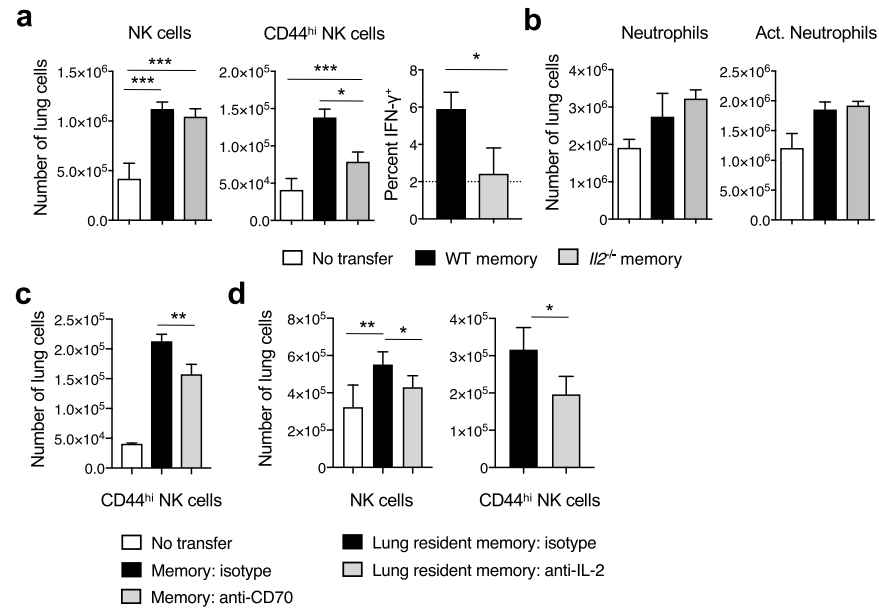 a
NK cells
CD44ʰⁱ NK cells
Number of lung cells
1.5×10⁶
1.0×10⁶
5.0×10⁵
0.0
***
***
2.0×10⁵
1.5×10⁵
1.0×10⁵
5.0×10⁴
0.0
***
*
Percent IFN-γ⁺
8
6
4
2
0
*
b
Neutrophils
Act. Neutrophils
Number of lung cells
4×10⁶
3×10⁶
2×10⁶
1×10⁶
0
2.5×10⁶
2.0×10⁶
1.5×10⁶
1.0×10⁶
5.0×10⁵
0.0
No transfer
WT memory
Il2⁻/⁻ memory
c
Number of lung cells
2.5×10⁵
2.0×10⁵
1.5×10⁵
1.0×10⁵
5.0×10⁴
0.0
**
CD44ʰⁱ NK cells
No transfer
Memory: isotype
Memory: anti-CD70
d
Number of lung cells
8×10⁵
6×10⁵
4×10⁵
2×10⁵
0
**
*
NK cells
4×10⁵
3×10⁵
2×10⁵
1×10⁵
0
*
CD44ʰⁱ NK cells
Lung resident memory: isotype
Lung resident memory: anti-IL-2